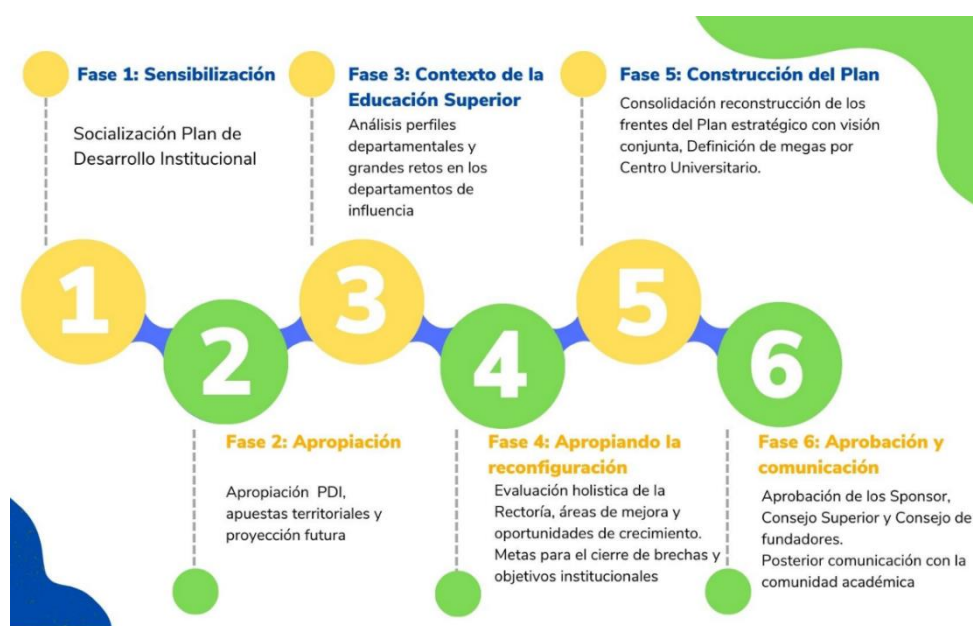 Fase 1: Sensibilización
Socialización Plan de
Desarrollo Institucional
Fase 3: Contexto de la
Educación Superior
Análisis perfiles
departamentales y
grandes retos en los
departamentos de
influencia
Fase 5: Construcción del Plan
Consolidación reconstrucción de los
frentes del Plan estratégico con visión
conjunta, Definición de megas por
Centro Universitario.
1
2
3
4
5
6
Fase 2: Apropiación
Apropiación PDI,
apuestas territoriales y
proyección futura
Fase 4: Apropiando la
reconfiguración
Evaluación holistica de la
Rectoría, áreas de mejora y
oportunidades de crecimiento.
Metas para el cierre de brechas y
objetivos institucionales
Fase 6: Aprobación y
comunicación
Aprobación de los Sponsor,
Consejo Superior y Consejo de
fundadores.
Posterior comunicación con la
comunidad académica